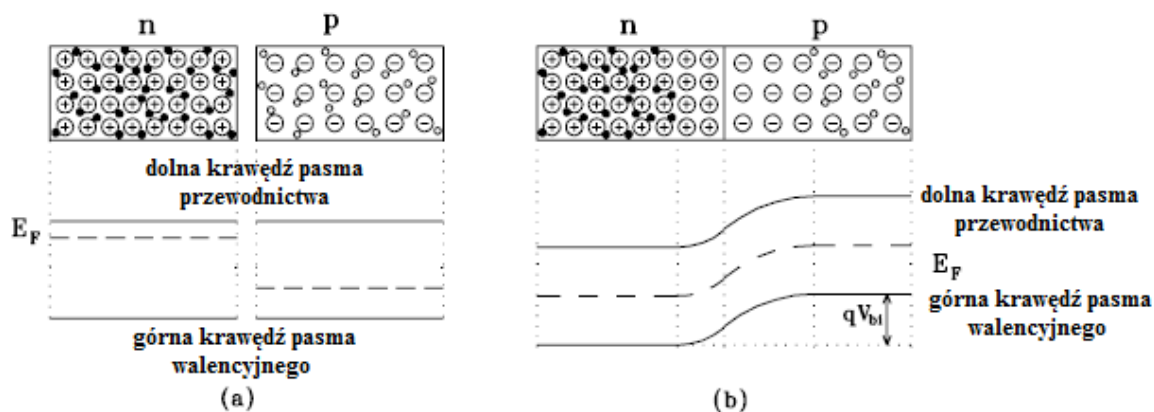 n
p
dolna krawędź pasma
przewodnictwa
E_F
górna krawędź pasma
walencyjnego
(a)
n
p
dolna krawędź pasma
przewodnictwa
E_F
górna krawędź pasma
walencyjnego
qV_bi
(b)